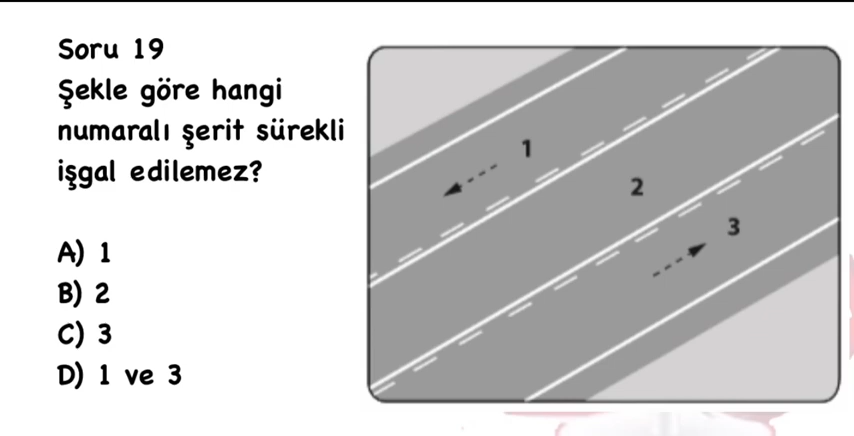 Soru 19
Şekle göre hangi
numaralı şerit sürekli
işgal edilemez?
A) 1
B) 2
C) 3
D) 1 ve 3
1
2
3